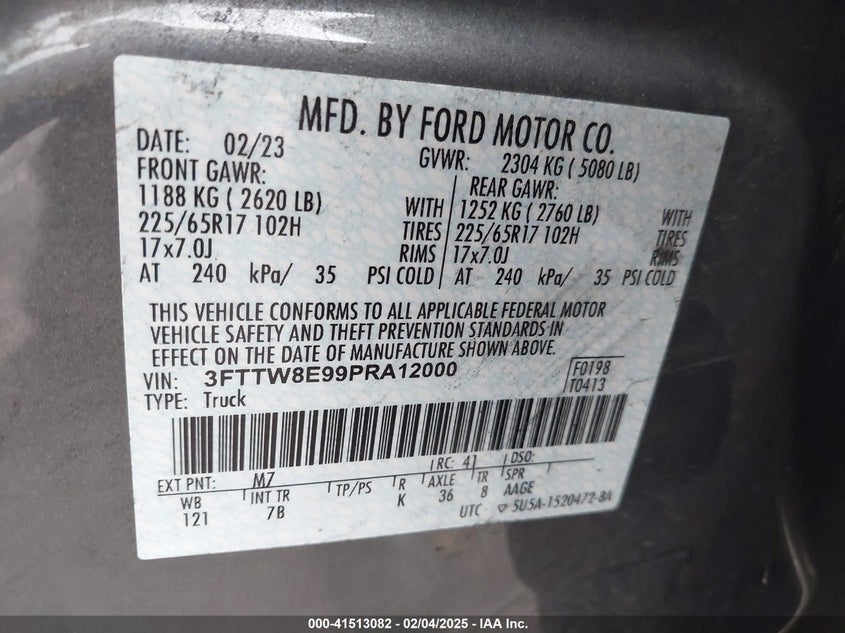 MFD. BY FORD MOTOR CO.
DATE: 02/23 GVWR: 2304 KG ( 5080 LB)
FRONT GAWR: REAR GAWR:
1188 KG ( 2620 LB) WITH 1252 KG ( 2760 LB) WITH
225/65R17 102H TIRES 225/65R17 102H TIRES
17x7.0J RIMS 17x7.0J RIMS
AT 240 kPa/ 35 PSI COLD AT 240 kPa/ 35 PSI COLD
THIS VEHICLE CONFORMS TO ALL APPLICABLE FEDERAL MOTOR
VEHICLE SAFETY AND THEFT PREVENTION STANDARDS IN
EFFECT ON THE DATE OF MANUFACTURE SHOWN ABOVE.
VIN: 3FTTW8E99PRA12000 F0198
TYPE: Truck T0413
EXT PNT: M7 RC: 41 DSO:
WB INT TR TP/PS R AXLE TR SPR
121 7B K 36 8 AAGE
UTC 5U5A-1520472-BA
000-41513082 - 02/04/2025 - IAA Inc.